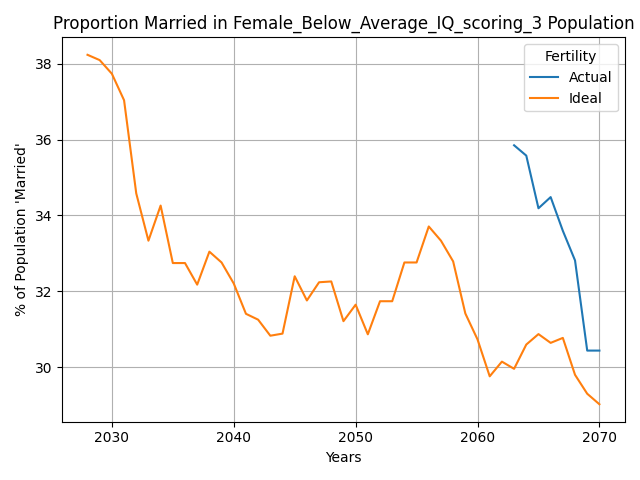 Proportion Married in Female_Below_Average_IQ_scoring_3 Population
Fertility
Actual
Ideal
% of Population 'Married'
38
36
34
32
30
2030 2040 2050 2060 2070
Years